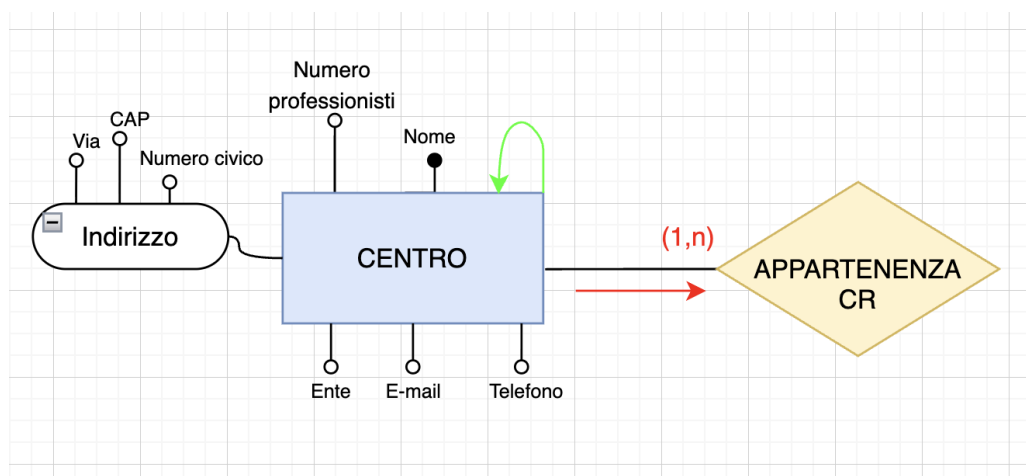 Numero
professionisti
CAP
Via
Nome
Numero civico
Indirizzo
CENTRO
(1,n)
APPARTENENZA
CR
Ente
E-mail
Telefono